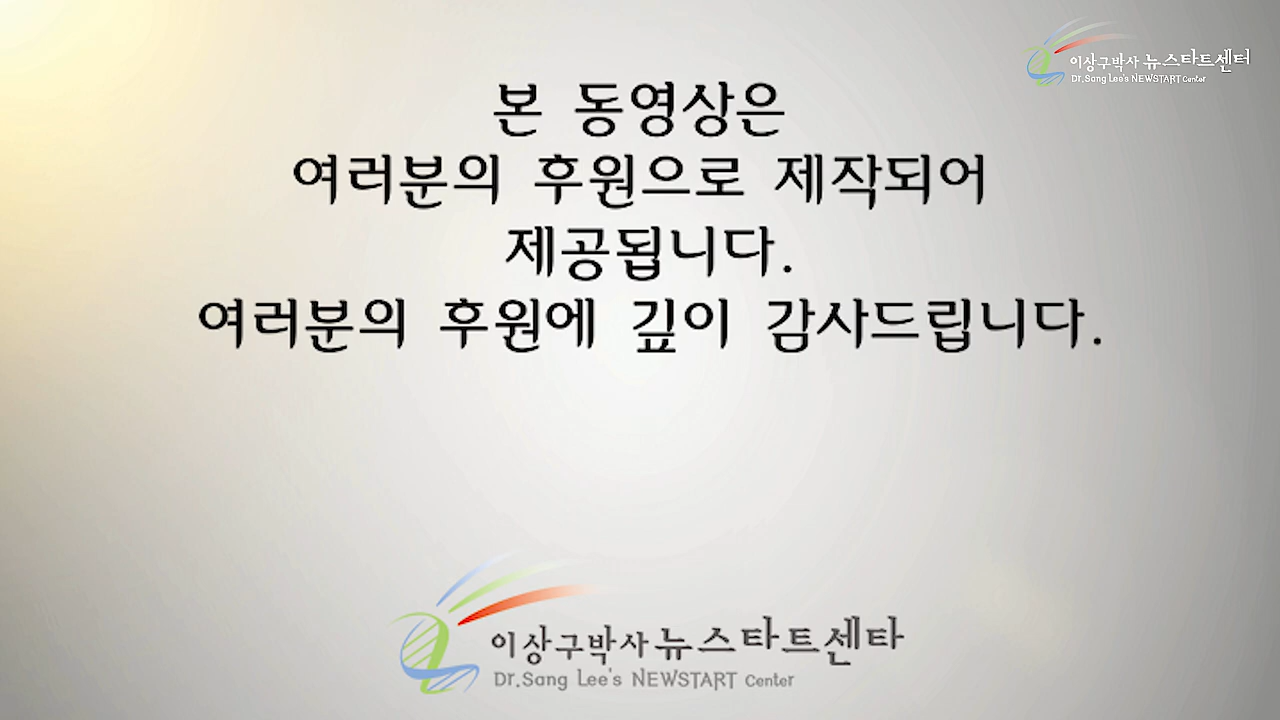 이상구박사 뉴스타트센터
Dr.Sang Lee's NEWSTART Center
본 동영상은
여러분의 후원으로 제작되어
제공됩니다.
여러분의 후원에 깊이 감사드립니다.
이상구박사 뉴스타트센타
Dr.Sang Lee's NEWSTART Center